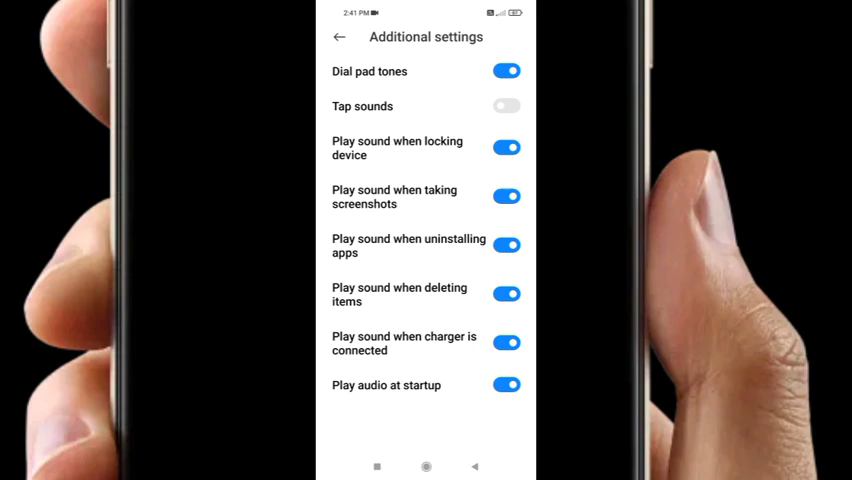 2:41 PM
Additional settings
Dial pad tones
Tap sounds
Play sound when locking
device
Play sound when taking
screenshots
Play sound when uninstalling
apps
Play sound when deleting
items
Play sound when charger is
connected
Play audio at startup